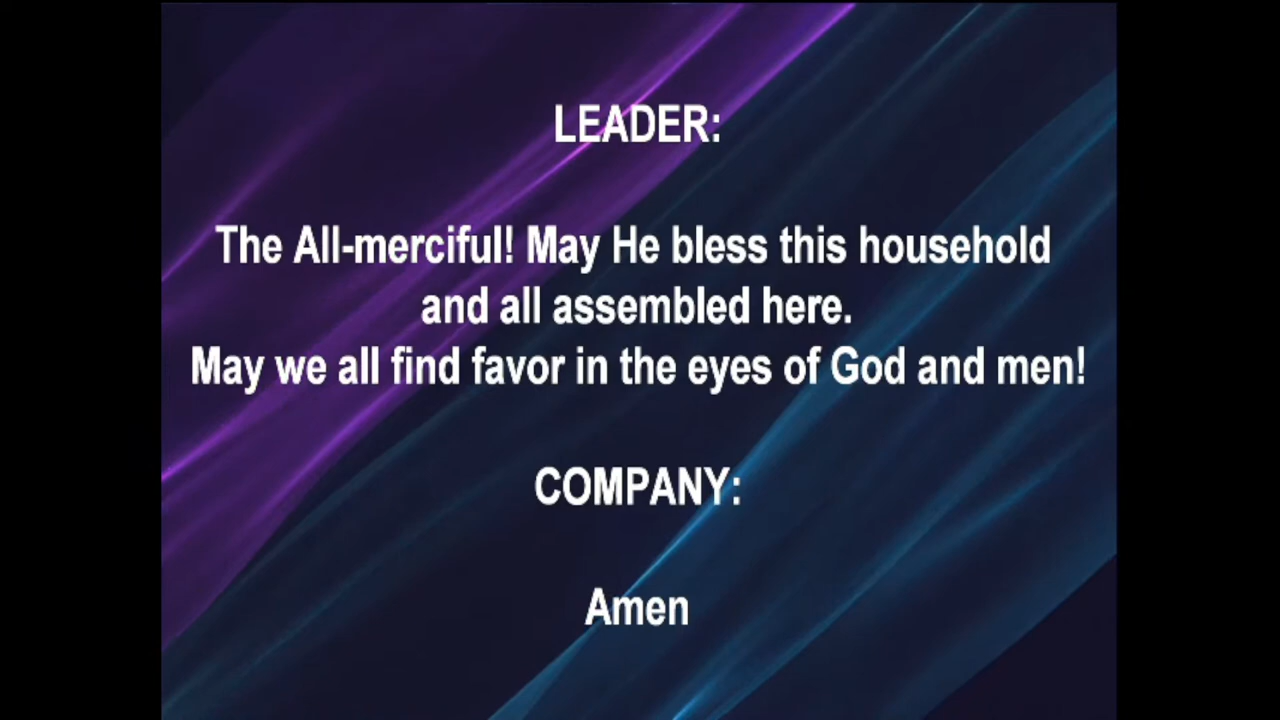 LEADER:
The All-merciful! May He bless this household
and all assembled here.
May we all find favor in the eyes of God and men!
COMPANY:
Amen